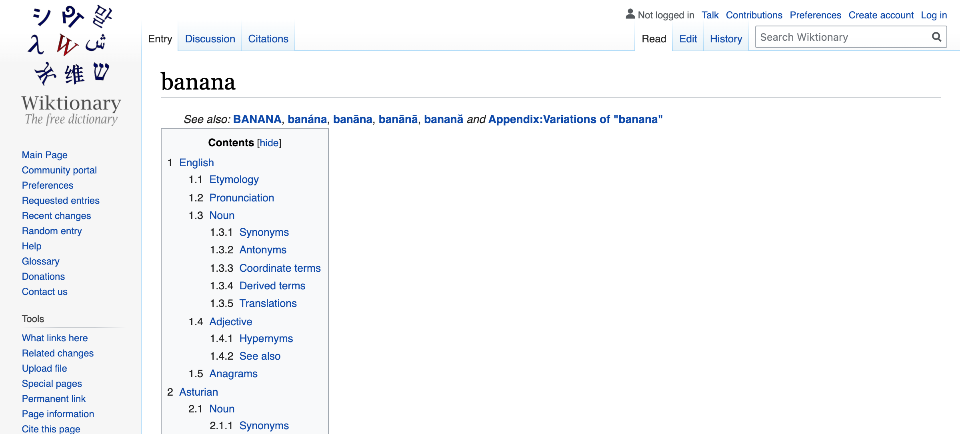 Not logged in Talk Contributions Preferences Create account Log in
Entry Discussion Citations Read Edit History Search Wiktionary
W
維
Wiktionary
The free dictionary
banana
See also: BANANA, banána, banāna, banānā, banană and Appendix:Variations of "banana"
Contents [hide]
1 English
1.1 Etymology
1.2 Pronunciation
1.3 Noun
1.3.1 Synonyms
1.3.2 Antonyms
1.3.3 Coordinate terms
1.3.4 Derived terms
1.3.5 Translations
1.4 Adjective
1.4.1 Hypernyms
1.4.2 See also
1.5 Anagrams
2 Asturian
2.1 Noun
2.1.1 Synonyms
Main Page
Community portal
Preferences
Requested entries
Recent changes
Random entry
Help
Glossary
Donations
Contact us
Tools
What links here
Related changes
Upload file
Special pages
Permanent link
Page information
Cite this page